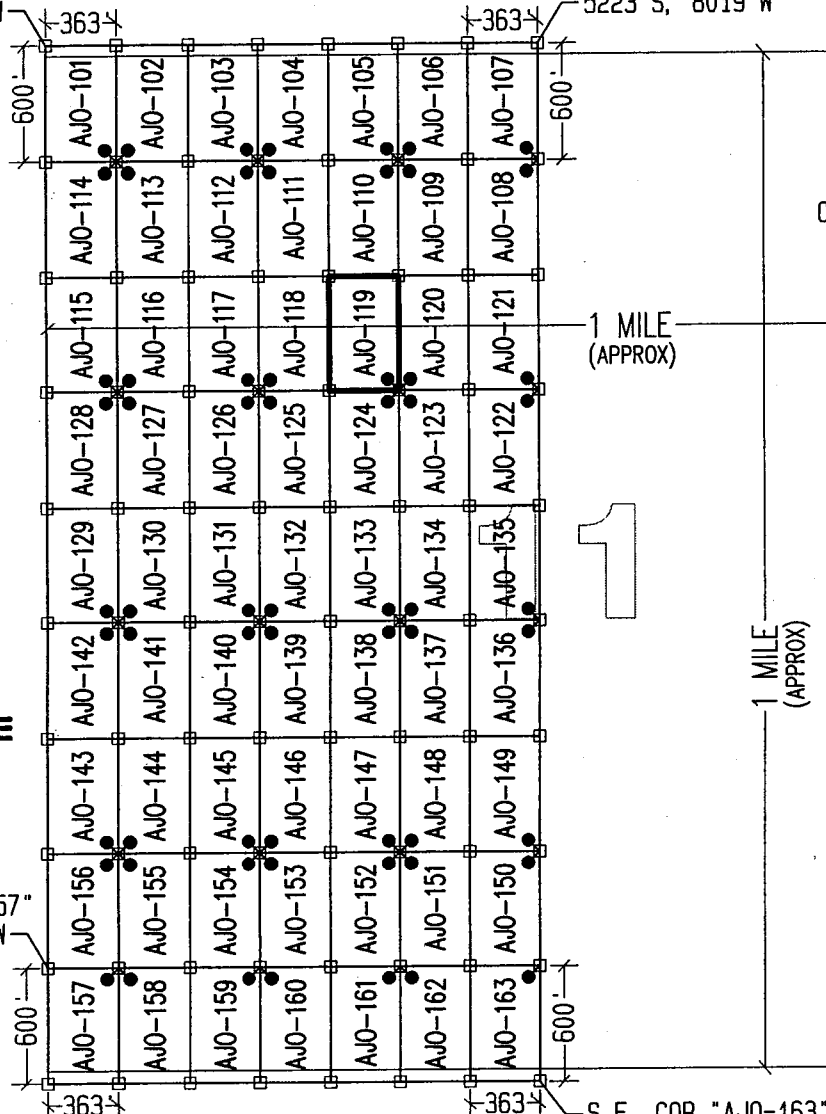 363'
363'
5223 S, 8019 W
600'
AJO-101
AJO-102
AJO-103
AJO-104
AJO-105
AJO-106
AJO-107
600'
AJO-114
AJO-113
AJO-112
AJO-111
AJO-110
AJO-109
AJO-108
AJO-115
AJO-116
AJO-117
AJO-118
AJO-119
AJO-120
AJO-121
1 MILE
(APPROX)
AJO-128
AJO-127
AJO-126
AJO-125
AJO-124
AJO-123
AJO-122
AJO-129
AJO-130
AJO-131
AJO-132
AJO-133
AJO-134
AJO-135
11
AJO-142
AJO-141
AJO-140
AJO-139
AJO-138
AJO-137
AJO-136
1 MILE
(APPROX)
AJO-143
AJO-144
AJO-145
AJO-146
AJO-147
AJO-148
AJO-149
AJO-156
AJO-155
AJO-154
AJO-153
AJO-152
AJO-151
AJO-150
57"
W
600'
AJO-157
AJO-158
AJO-159
AJO-160
AJO-161
AJO-162
AJO-163
600'
363'
363'
S.E. COR "AJO-163"